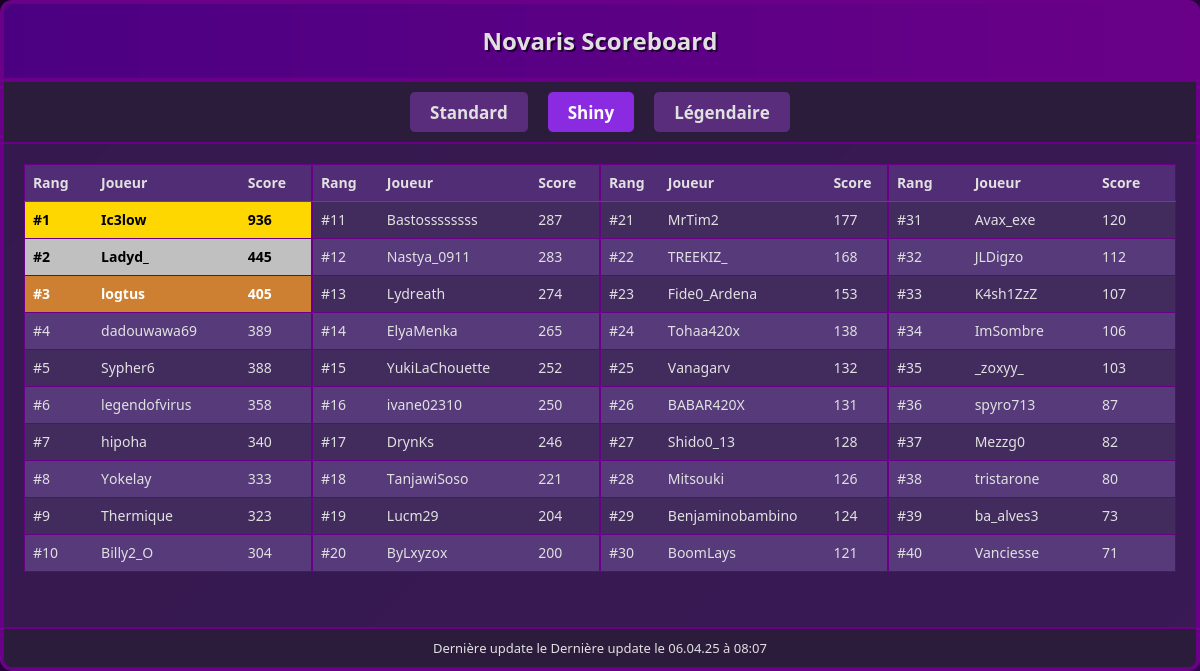 Novaris Scoreboard
Standard Shiny Légendaire
Rang Joueur Score Rang Joueur Score Rang Joueur Score Rang Joueur Score
#1 Ic3low 936 #11 Bastossssssss 287 #21 MrTim2 177 #31 Avax_exe 120
#2 Ladyd_ 445 #12 Nastya_0911 283 #22 TREEKIZ_ 168 #32 JLDigzo 112
#3 logtus 405 #13 Lydreath 274 #23 Fide0_Ardena 153 #33 K4sh1ZzZ 107
#4 dadouwawa69 389 #14 ElyaMenka 265 #24 Tohaa420x 138 #34 ImSombre 106
#5 Sypher6 388 #15 YukiLaChouette 252 #25 Vanagarv 132 #35 _zoxyy_ 103
#6 legendofvirus 358 #16 ivane02310 250 #26 BABAR420X 131 #36 spyro713 87
#7 hipoha 340 #17 DrynKs 246 #27 Shido0_13 128 #37 Mezzg0 82
#8 Yokelay 333 #18 TanjawiSoso 221 #28 Mitsouki 126 #38 tristarone 80
#9 Thermique 323 #19 Lucm29 204 #29 Benjaminobambino 124 #39 ba_alves3 73
#10 Billy2_O 304 #20 ByLxyzox 200 #30 BoomLays 121 #40 Vanciesse 71
Dernière update le Dernière update le 06.04.25 à 08:07